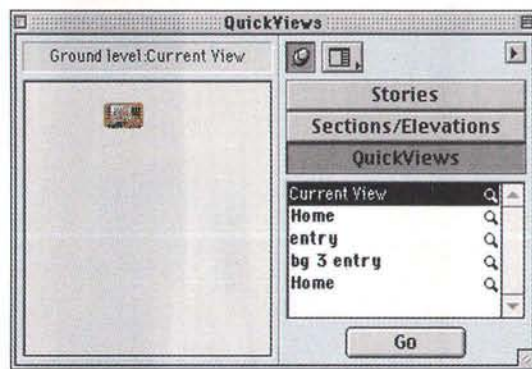 QuickViews
Ground level:Current View
Stories
Sections/Elevations
QuickViews
Current View
Home
entry
bg 3 entry
Home
Go